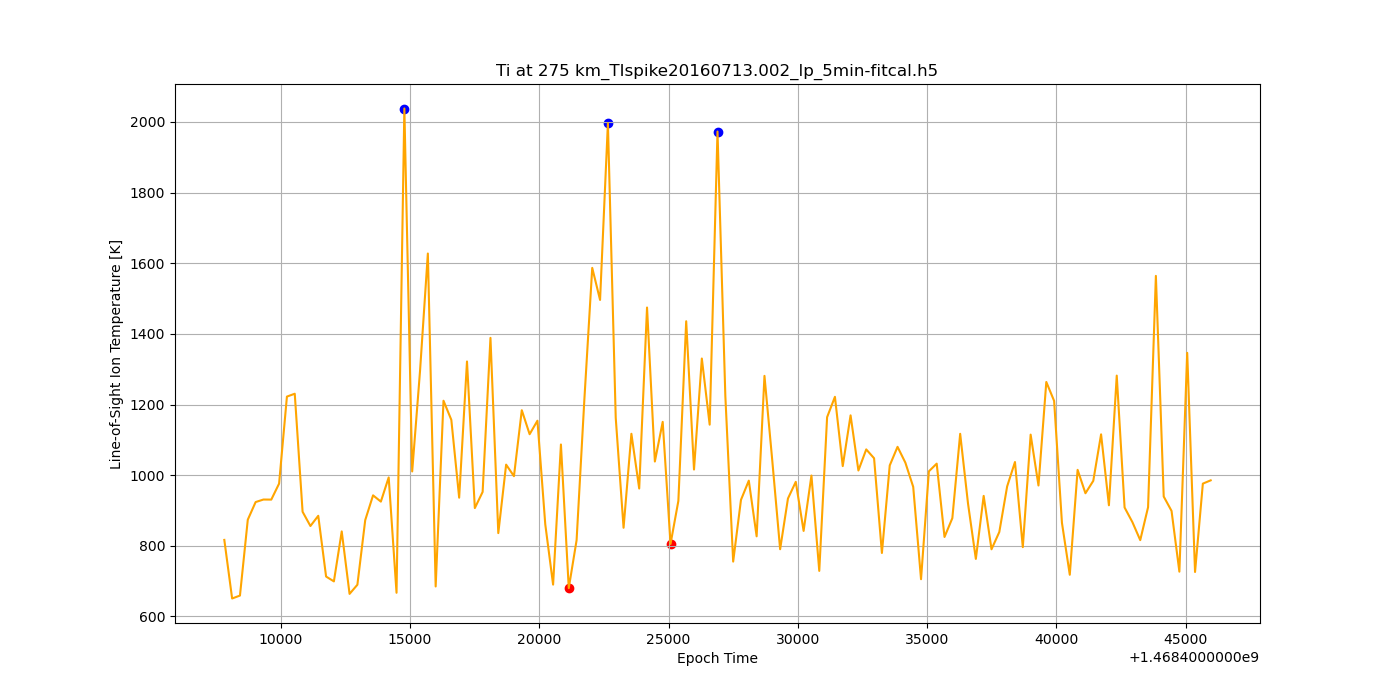 Ti at 275 km_TIspike20160713.002_lp_5min-fitcal.h5
Line-of-Sight Ion Temperature [K]
2000
1800
1600
1400
1200
1000
800
600
10000 15000 20000 25000 30000 35000 40000 45000
Epoch Time
+1.4684000000e9